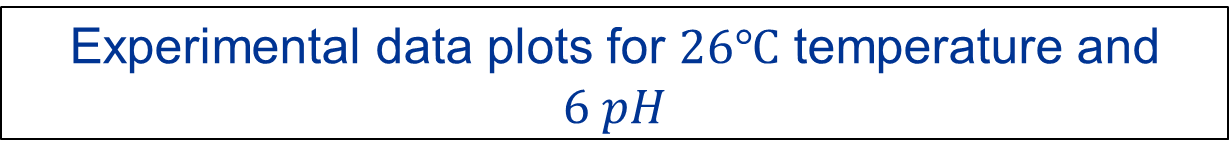 Experimental data plots for 26℃ temperature and
6 pH